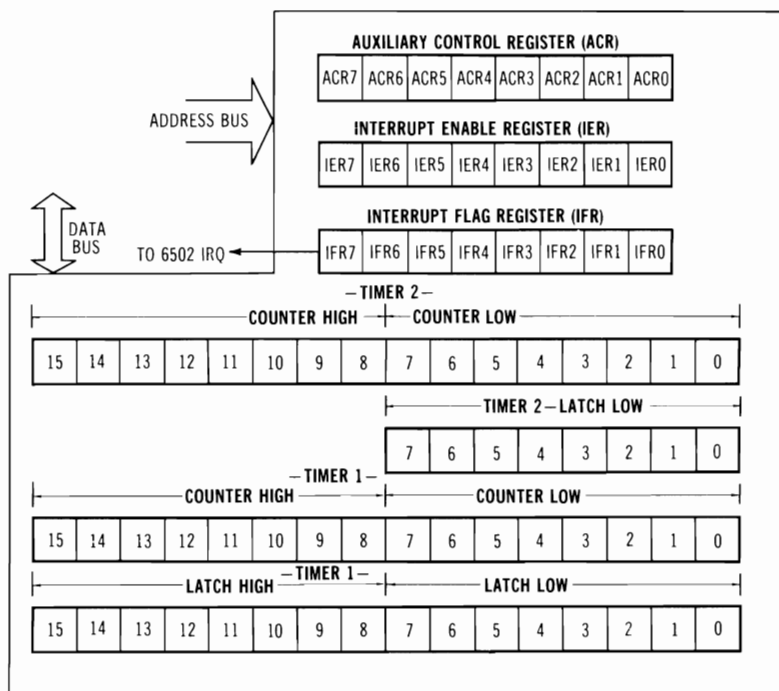 AUXILIARY CONTROL REGISTER (ACR)
ACR7 ACR6 ACR5 ACR4 ACR3 ACR2 ACR1 ACR0
ADDRESS BUS
INTERRUPT ENABLE REGISTER (IER)
IER7 IER6 IER5 IER4 IER3 IER2 IER1 IER0
DATA
BUS
INTERRUPT FLAG REGISTER (IFR)
TO 6502 IRQ
IFR7 IFR6 IFR5 IFR4 IFR3 IFR2 IFR1 IFR0
–TIMER 2–
COUNTER HIGH COUNTER LOW
15 14 13 12 11 10 9 8 7 6 5 4 3 2 1 0
TIMER 2–LATCH LOW
7 6 5 4 3 2 1 0
–TIMER 1–
COUNTER HIGH COUNTER LOW
15 14 13 12 11 10 9 8 7 6 5 4 3 2 1 0
–TIMER 1–
LATCH HIGH LATCH LOW
15 14 13 12 11 10 9 8 7 6 5 4 3 2 1 0